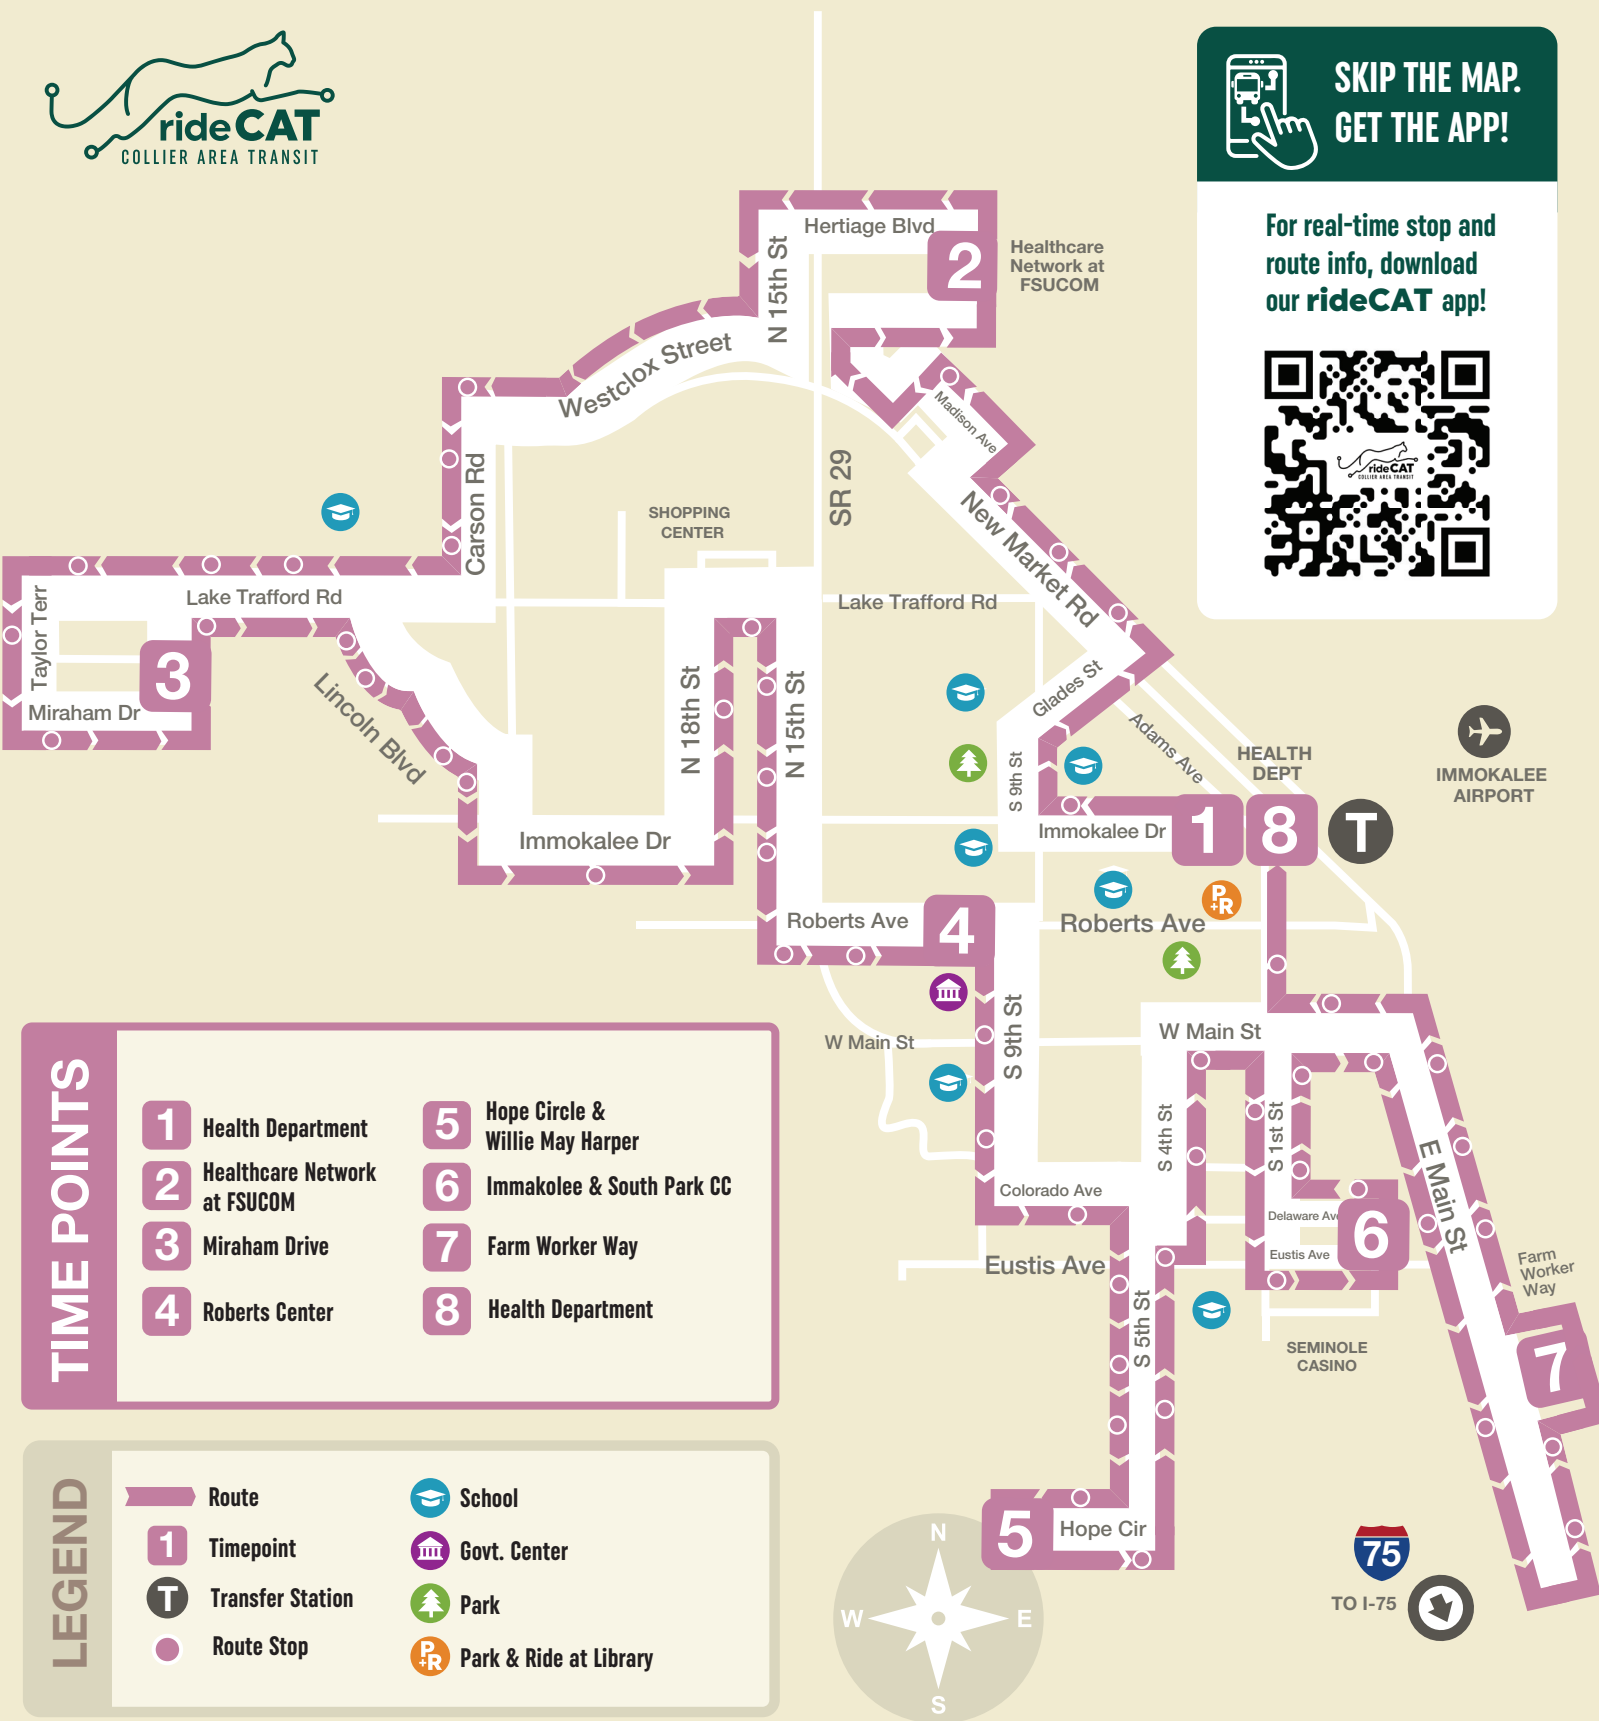 rideCAT
COLLIER AREA TRANSIT
SKIP THE MAP.
GET THE APP!
For real-time stop and
route info, download
our rideCAT app!
rideCAT
COLLIER AREA TRANSIT
Hertiage Blvd
2
Healthcare
Network at
FSUCOM
N 15th St
Westclox Street
Madison Ave
SR 29
Carson Rd
New Market Rd
SHOPPING
CENTER
Lake Trafford Rd
Lake Trafford Rd
Taylor Terr
3
Miraham Dr
Lincoln Blvd
N 18th St
N 15th St
Glades St
Adams Ave
S 9th St
HEALTH
DEPT
IMMOKALEE
AIRPORT
Immokalee Dr
Immokalee Dr
1
8
T
P
+R
Roberts Ave
4
Roberts Ave
S 9th St
W Main St
W Main St
S 4th St
S 1st St
E Main St
Colorado Ave
Delaware Ave
6
Eustis Ave
Eustis Ave
Farm
Worker
Way
S 5th St
SEMINOLE
CASINO
7
5
Hope Cir
N
W
E
S
75
TO I-75
TIME POINTS
1 Health Department
2 Healthcare Network
at FSUCOM
3 Miraham Drive
4 Roberts Center
5 Hope Circle &
Willie May Harper
6 Immakolee & South Park CC
7 Farm Worker Way
8 Health Department
LEGEND
Route
1 Timepoint
T Transfer Station
Route Stop
School
Govt. Center
Park
P
+R Park & Ride at Library